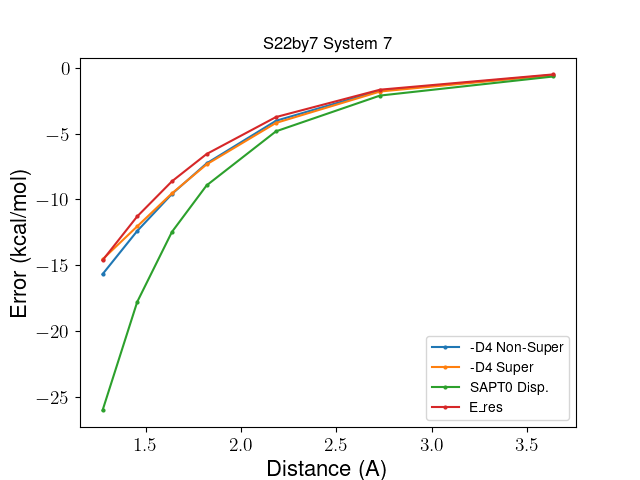 S22by7 System 7
0
−5
−10
−15
−20
−25
Error (kcal/mol)
1.5 2.0 2.5 3.0 3.5
Distance (A)
-D4 Non-Super
-D4 Super
SAPT0 Disp.
E_res